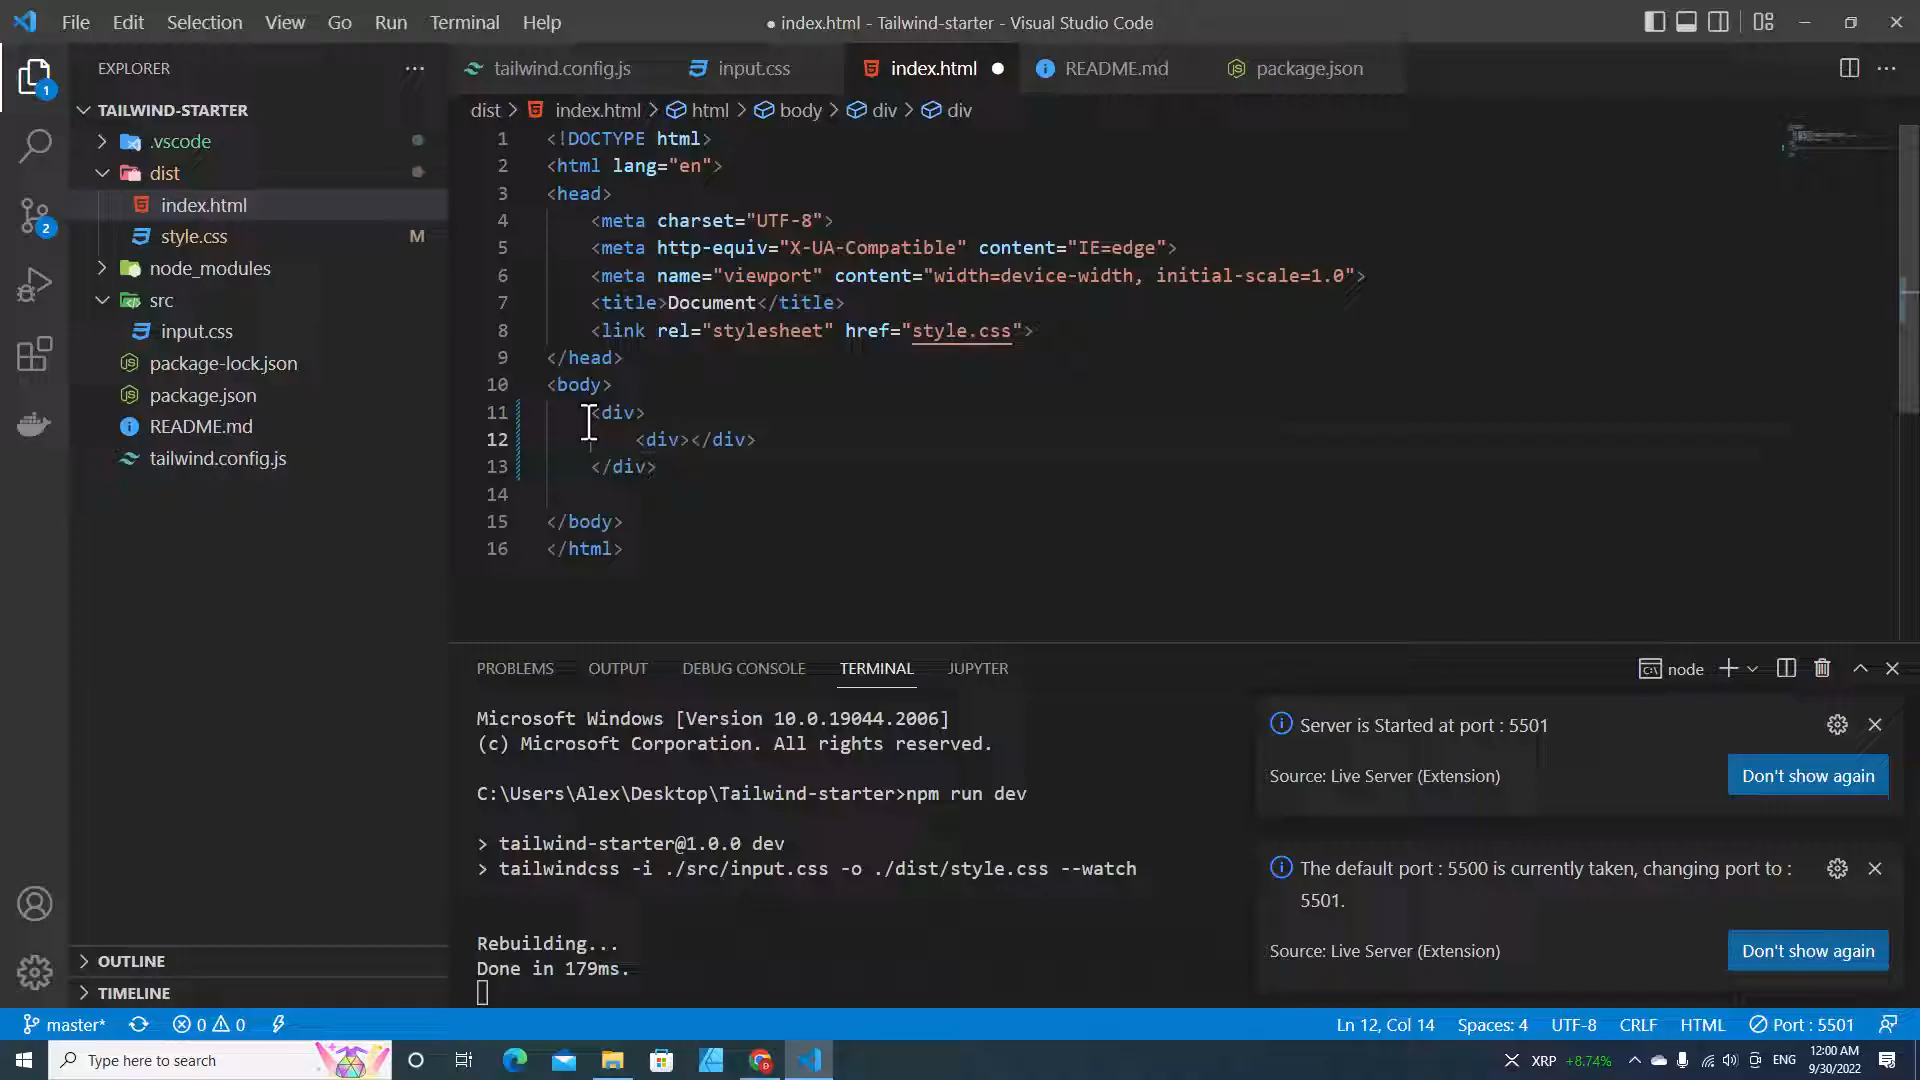 File Edit Selection View Go Run Terminal Help
● index.html - Tailwind-starter - Visual Studio Code
EXPLORER
TAILWIND-STARTER
.vscode
dist
index.html
style.css M
node_modules
src
input.css
package-lock.json
package.json
README.md
tailwind.config.js
OUTLINE
TIMELINE
1
2
tailwind.config.js
input.css
index.html
README.md
package.json
dist > index.html > html > body > div > div
1 <!DOCTYPE html>
2 <html lang="en">
3 <head>
4 <meta charset="UTF-8">
5 <meta http-equiv="X-UA-Compatible" content="IE=edge">
6 <meta name="viewport" content="width=device-width, initial-scale=1.0">
7 <title>Document</title>
8 <link rel="stylesheet" href="style.css">
9 </head>
10 <body>
11 <div>
12 <div></div>
13 </div>
14
15 </body>
16 </html>
PROBLEMS OUTPUT DEBUG CONSOLE TERMINAL JUPYTER
node
Microsoft Windows [Version 10.0.19044.2006]
(c) Microsoft Corporation. All rights reserved.
C:\Users\Alex\Desktop\Tailwind-starter>npm run dev
> tailwind-starter@1.0.0 dev
> tailwindcss -i ./src/input.css -o ./dist/style.css --watch
Rebuilding...
Done in 179ms.
Server is Started at port : 5501
Source: Live Server (Extension)
Don't show again
The default port : 5500 is currently taken, changing port to :
5501.
Source: Live Server (Extension)
Don't show again
master* 0 0
Ln 12, Col 14 Spaces: 4 UTF-8 CRLF HTML Port : 5501
Type here to search
XRP +8.74%
ENG
12:00 AM
9/30/2022